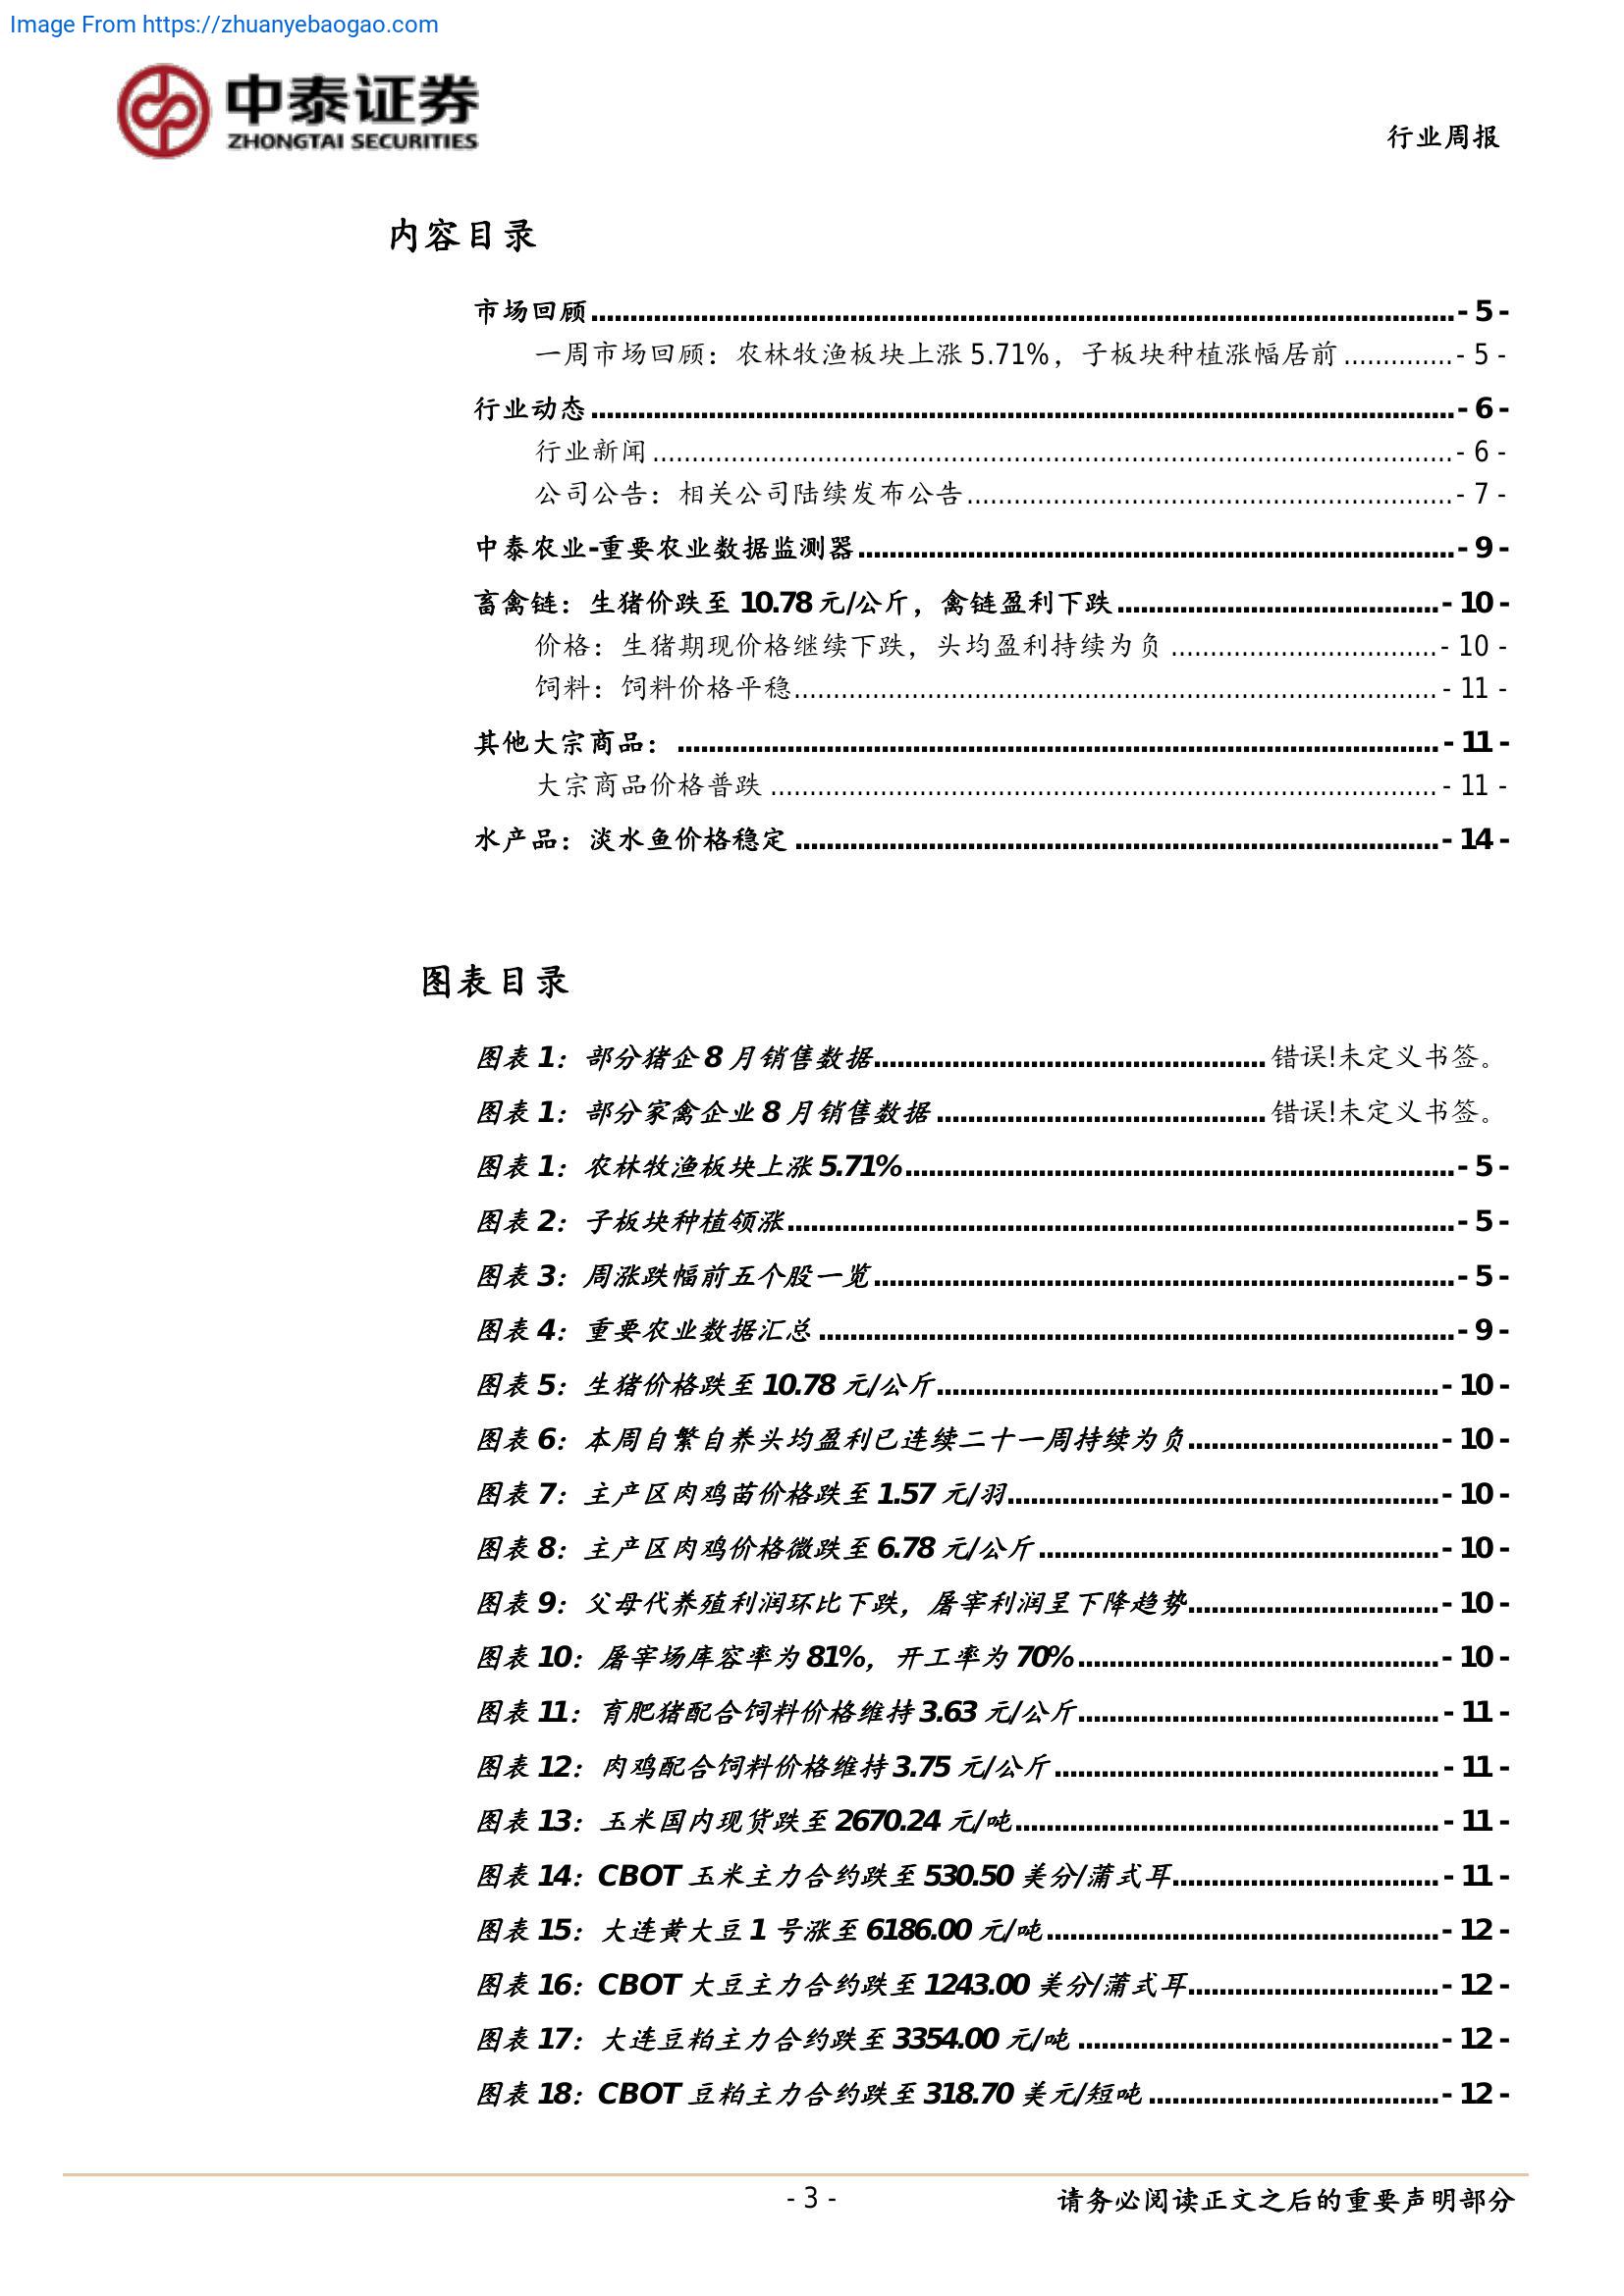 Image From https://zhuanyebaogao.com
中泰证券
ZHONGTAI SECURITIES
行业周报
内容目录
市场回顾........................................................................................................- 5 -
一周市场回顾：农林牧渔板块上涨 5.71%，子板块种植涨幅居前..............- 5 -
行业动态........................................................................................................- 6 -
行业新闻........................................................................................................- 6 -
公司公告：相关公司陆续发布公告..............................................................- 7 -
中泰农业-重要农业数据监测器............................................................................- 9 -
畜禽链：生猪价跌至 10.78 元/公斤，禽链盈利下跌.........................................- 10 -
价格：生猪期现价格继续下跌，头均盈利持续为负..................................- 10 -
饲料：饲料价格平稳..................................................................................- 11 -
其他大宗商品：.................................................................................................- 11 -
大宗商品价格普跌.....................................................................................- 11 -
水产品：淡水鱼价格稳定..................................................................................- 14 -
图表目录
图表 1：部分猪企 8 月销售数据.................................................. 错误!未定义书签。
图表 1：部分家禽企业 8 月销售数据.......................................... 错误!未定义书签。
图表 1：农林牧渔板块上涨 5.71%......................................................................- 5 -
图表 2：子板块种植领涨.....................................................................................- 5 -
图表 3：周涨跌幅前五个股一览..........................................................................- 5 -
图表 4：重要农业数据汇总.................................................................................- 9 -
图表 5：生猪价格跌至 10.78 元/公斤................................................................- 10 -
图表 6：本周自繁自养头均盈利已连续二十一周持续为负................................- 10 -
图表 7：主产区肉鸡苗价格跌至 1.57 元/羽.......................................................- 10 -
图表 8：主产区肉鸡价格微跌至 6.78 元/公斤...................................................- 10 -
图表 9：父母代养殖利润环比下跌，屠宰利润呈下降趋势................................- 10 -
图表 10：屠宰场库容率为 81%，开工率为 70%..............................................- 10 -
图表 11：育肥猪配合饲料价格维持 3.63 元/公斤..............................................- 11 -
图表 12：肉鸡配合饲料价格维持 3.75 元/公斤.................................................- 11 -
图表 13：玉米国内现货跌至 2670.24 元/吨......................................................- 11 -
图表 14：CBOT 玉米主力合约跌至 530.50 美分/蒲式耳..................................- 11 -
图表 15：大连黄大豆 1 号涨至 6186.00 元/吨..................................................- 12 -
图表 16：CBOT 大豆主力合约跌至 1243.00 美分/蒲式耳................................- 12 -
图表 17：大连豆粕主力合约跌至 3354.00 元/吨..............................................- 12 -
图表 18：CBOT 豆粕主力合约跌至 318.70 美元/短吨.....................................- 12 -
- 3 -
请务必阅读正文之后的重要声明部分